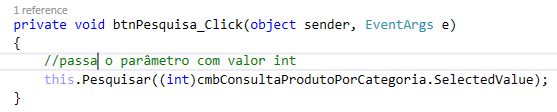 1 reference
private void btnPesquisa_Click(object sender, EventArgs e)
{
//passa o parâmetro com valor int
this.Pesquisar((int)cmbConsultaProdutoPorCategoria.SelectedValue);
}